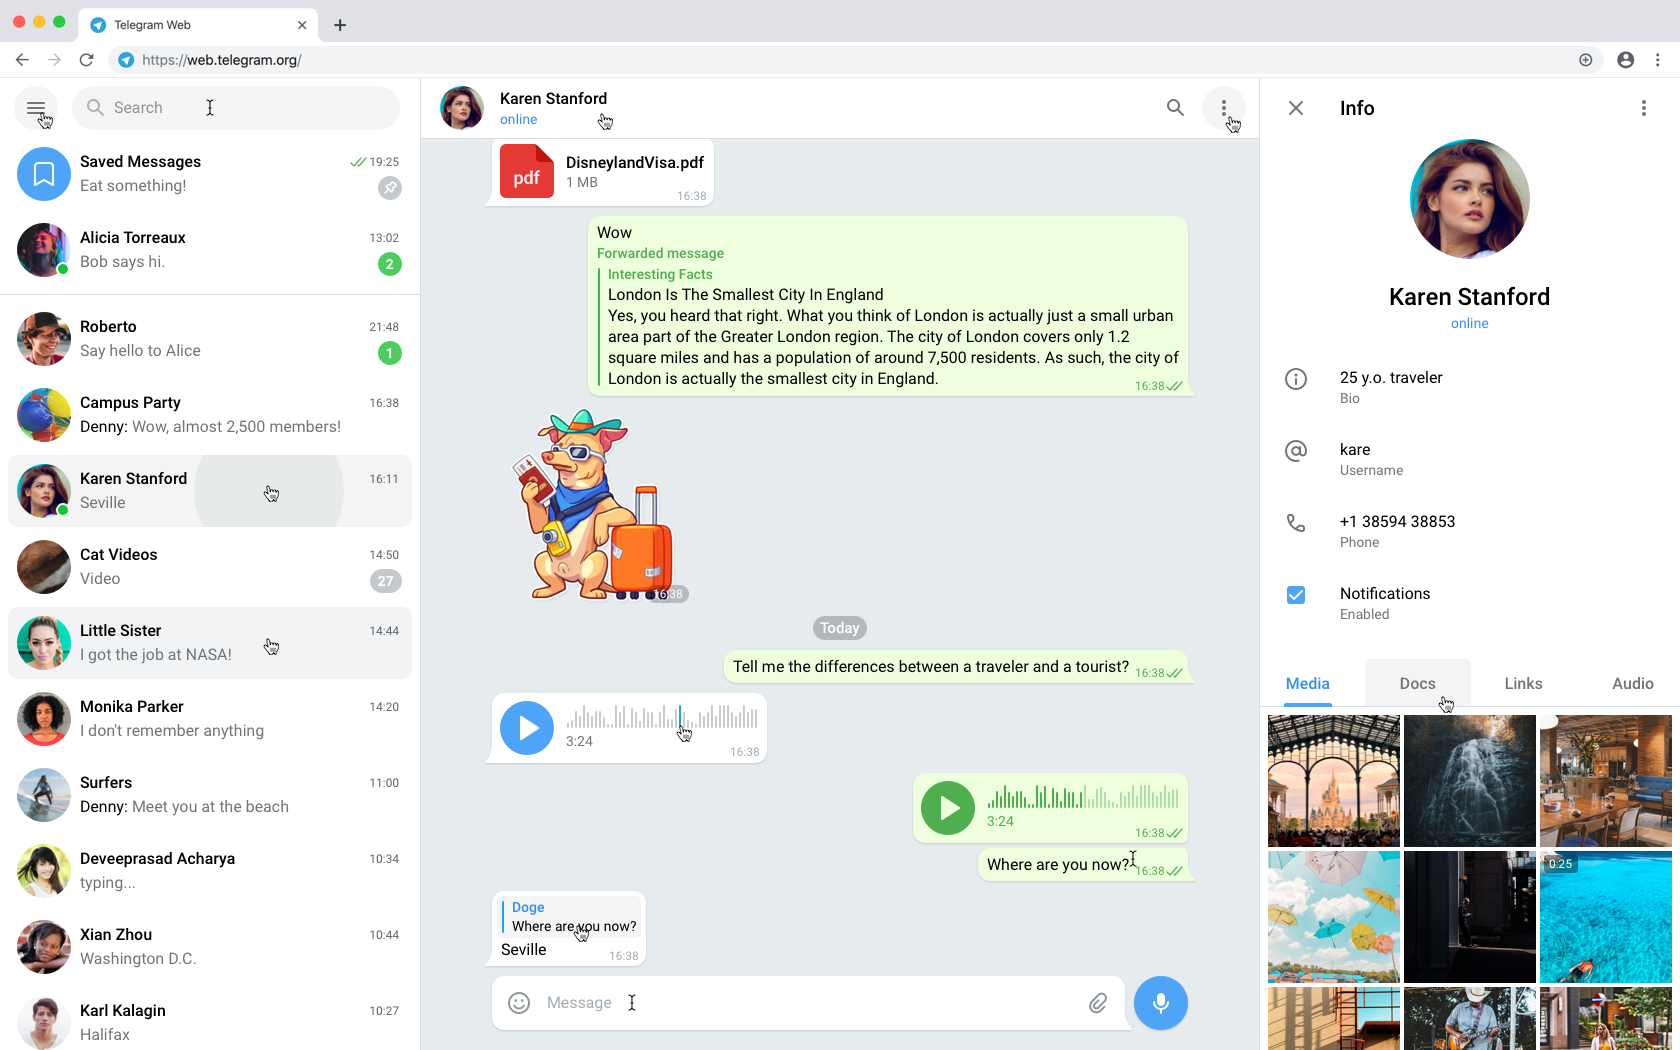 Telegram Web
https://web.telegram.org/
Search
Saved Messages
19:25
Eat something!
Alicia Torreaux
13:02
Bob says hi.
2
Roberto
21:48
Say hello to Alice
1
Campus Party
16:38
Denny: Wow, almost 2,500 members!
Karen Stanford
16:11
Seville
Cat Videos
14:50
Video
27
Little Sister
14:44
I got the job at NASA!
Monika Parker
14:20
I don't remember anything
Surfers
11:00
Denny: Meet you at the beach
Deveeprasad Acharya
10:34
typing...
Xian Zhou
10:44
Washington D.C.
Karl Kalagin
10:27
Halifax
Karen Stanford
online
pdf
DisneylandVisa.pdf
1 MB
16:38
Wow
Forwarded message
Interesting Facts
London Is The Smallest City In England
Yes, you heard that right. What you think of London is actually just a small urban
area part of the Greater London region. The city of London covers only 1.2
square miles and has a population of around 7,500 residents. As such, the city of
London is actually the smallest city in England.
16:38
16:38
Today
Tell me the differences between a traveler and a tourist?
16:38
3:24
16:38
3:24
16:38
Where are you now?
16:38
Doge
Where are you now?
Seville
16:38
Message
Info
Karen Stanford
online
25 y.o. traveler
Bio
kare
Username
+1 38594 38853
Phone
Notifications
Enabled
Media
Docs
Links
Audio
0:25